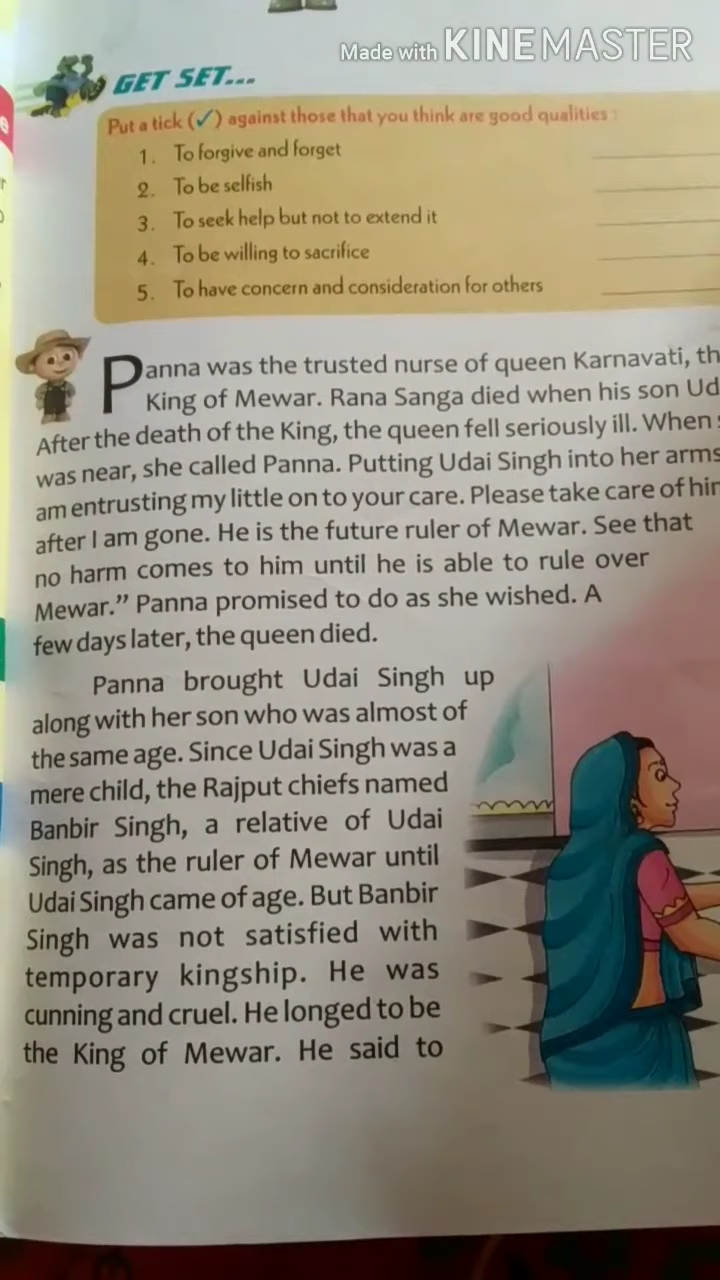 Made with KINEMASTER
GET SET...
Put a tick (✓) against those that you think are good qualities :
1. To forgive and forget
2. To be selfish
3. To seek help but not to extend it
4. To be willing to sacrifice
5. To have concern and consideration for others
Panna was the trusted nurse of queen Karnavati,
King of Mewar. Rana Sanga died when his son
After the death of the King, the queen fell seriously ill. When
was near, she called Panna. Putting Udai Singh into her arms
am entrusting my little on to your care. Please take care of
after I am gone. He is the future ruler of Mewar. See that
no harm comes to him until he is able to rule over
Mewar.” Panna promised to do as she wished. A
few days later, the queen died.
Panna brought Udai Singh up
along with her son who was almost of
the same age. Since Udai Singh was a
mere child, the Rajput chiefs named
Banbir Singh, a relative of Udai
Singh, as the ruler of Mewar until
Udai Singh came of age. But Banbir
Singh was not satisfied with
temporary kingship. He was
cunning and cruel. He longed to be
the King of Mewar. He said to